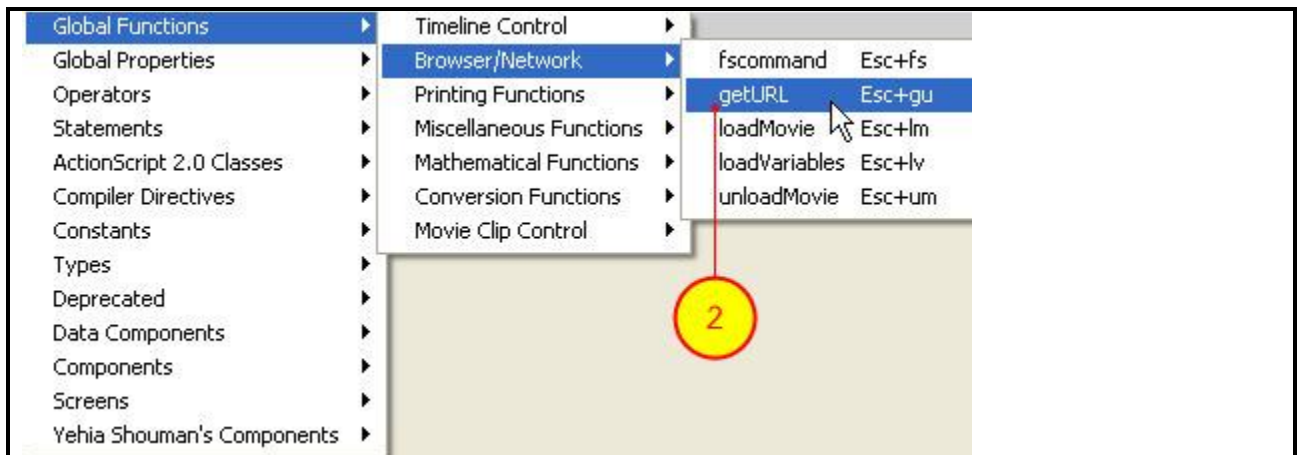 Global Functions
Global Properties
Operators
Statements
ActionScript 2.0 Classes
Compiler Directives
Constants
Types
Deprecated
Data Components
Components
Screens
Yehia Shouman's Components
Timeline Control
Browser/Network
Printing Functions
Miscellaneous Functions
Mathematical Functions
Conversion Functions
Movie Clip Control
fscommand Esc+fs
getURL Esc+gu
loadMovie Esc+lm
loadVariables Esc+lv
unloadMovie Esc+um
2